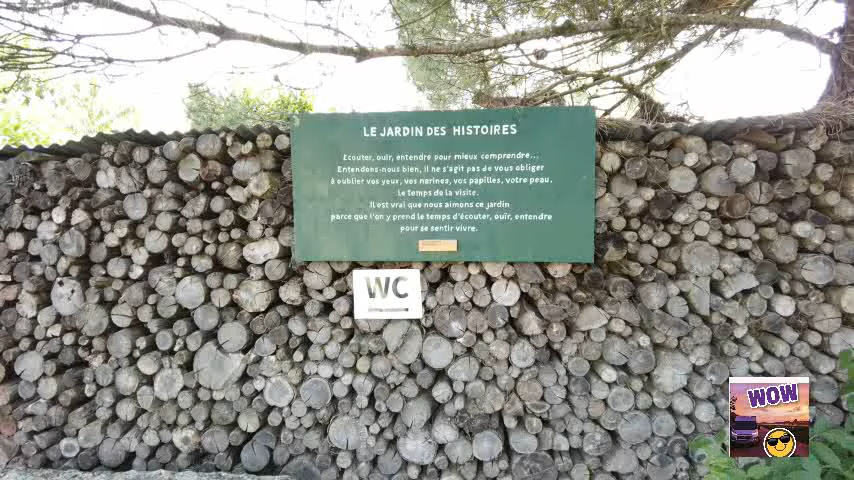 LE JARDIN DES HISTOIRES
Ecouter, ouïr, entendre pour mieux comprendre...
Entendons-nous bien, il ne s'agit pas de vous obliger
à oublier vos yeux, vos narines, vos papilles, votre peau,
le temps de la visite.
Il est vrai que nous aimons ce jardin
parce que l'on y prend le temps d'écouter, ouïr, entendre
pour se sentir vivre.
WC
WOW